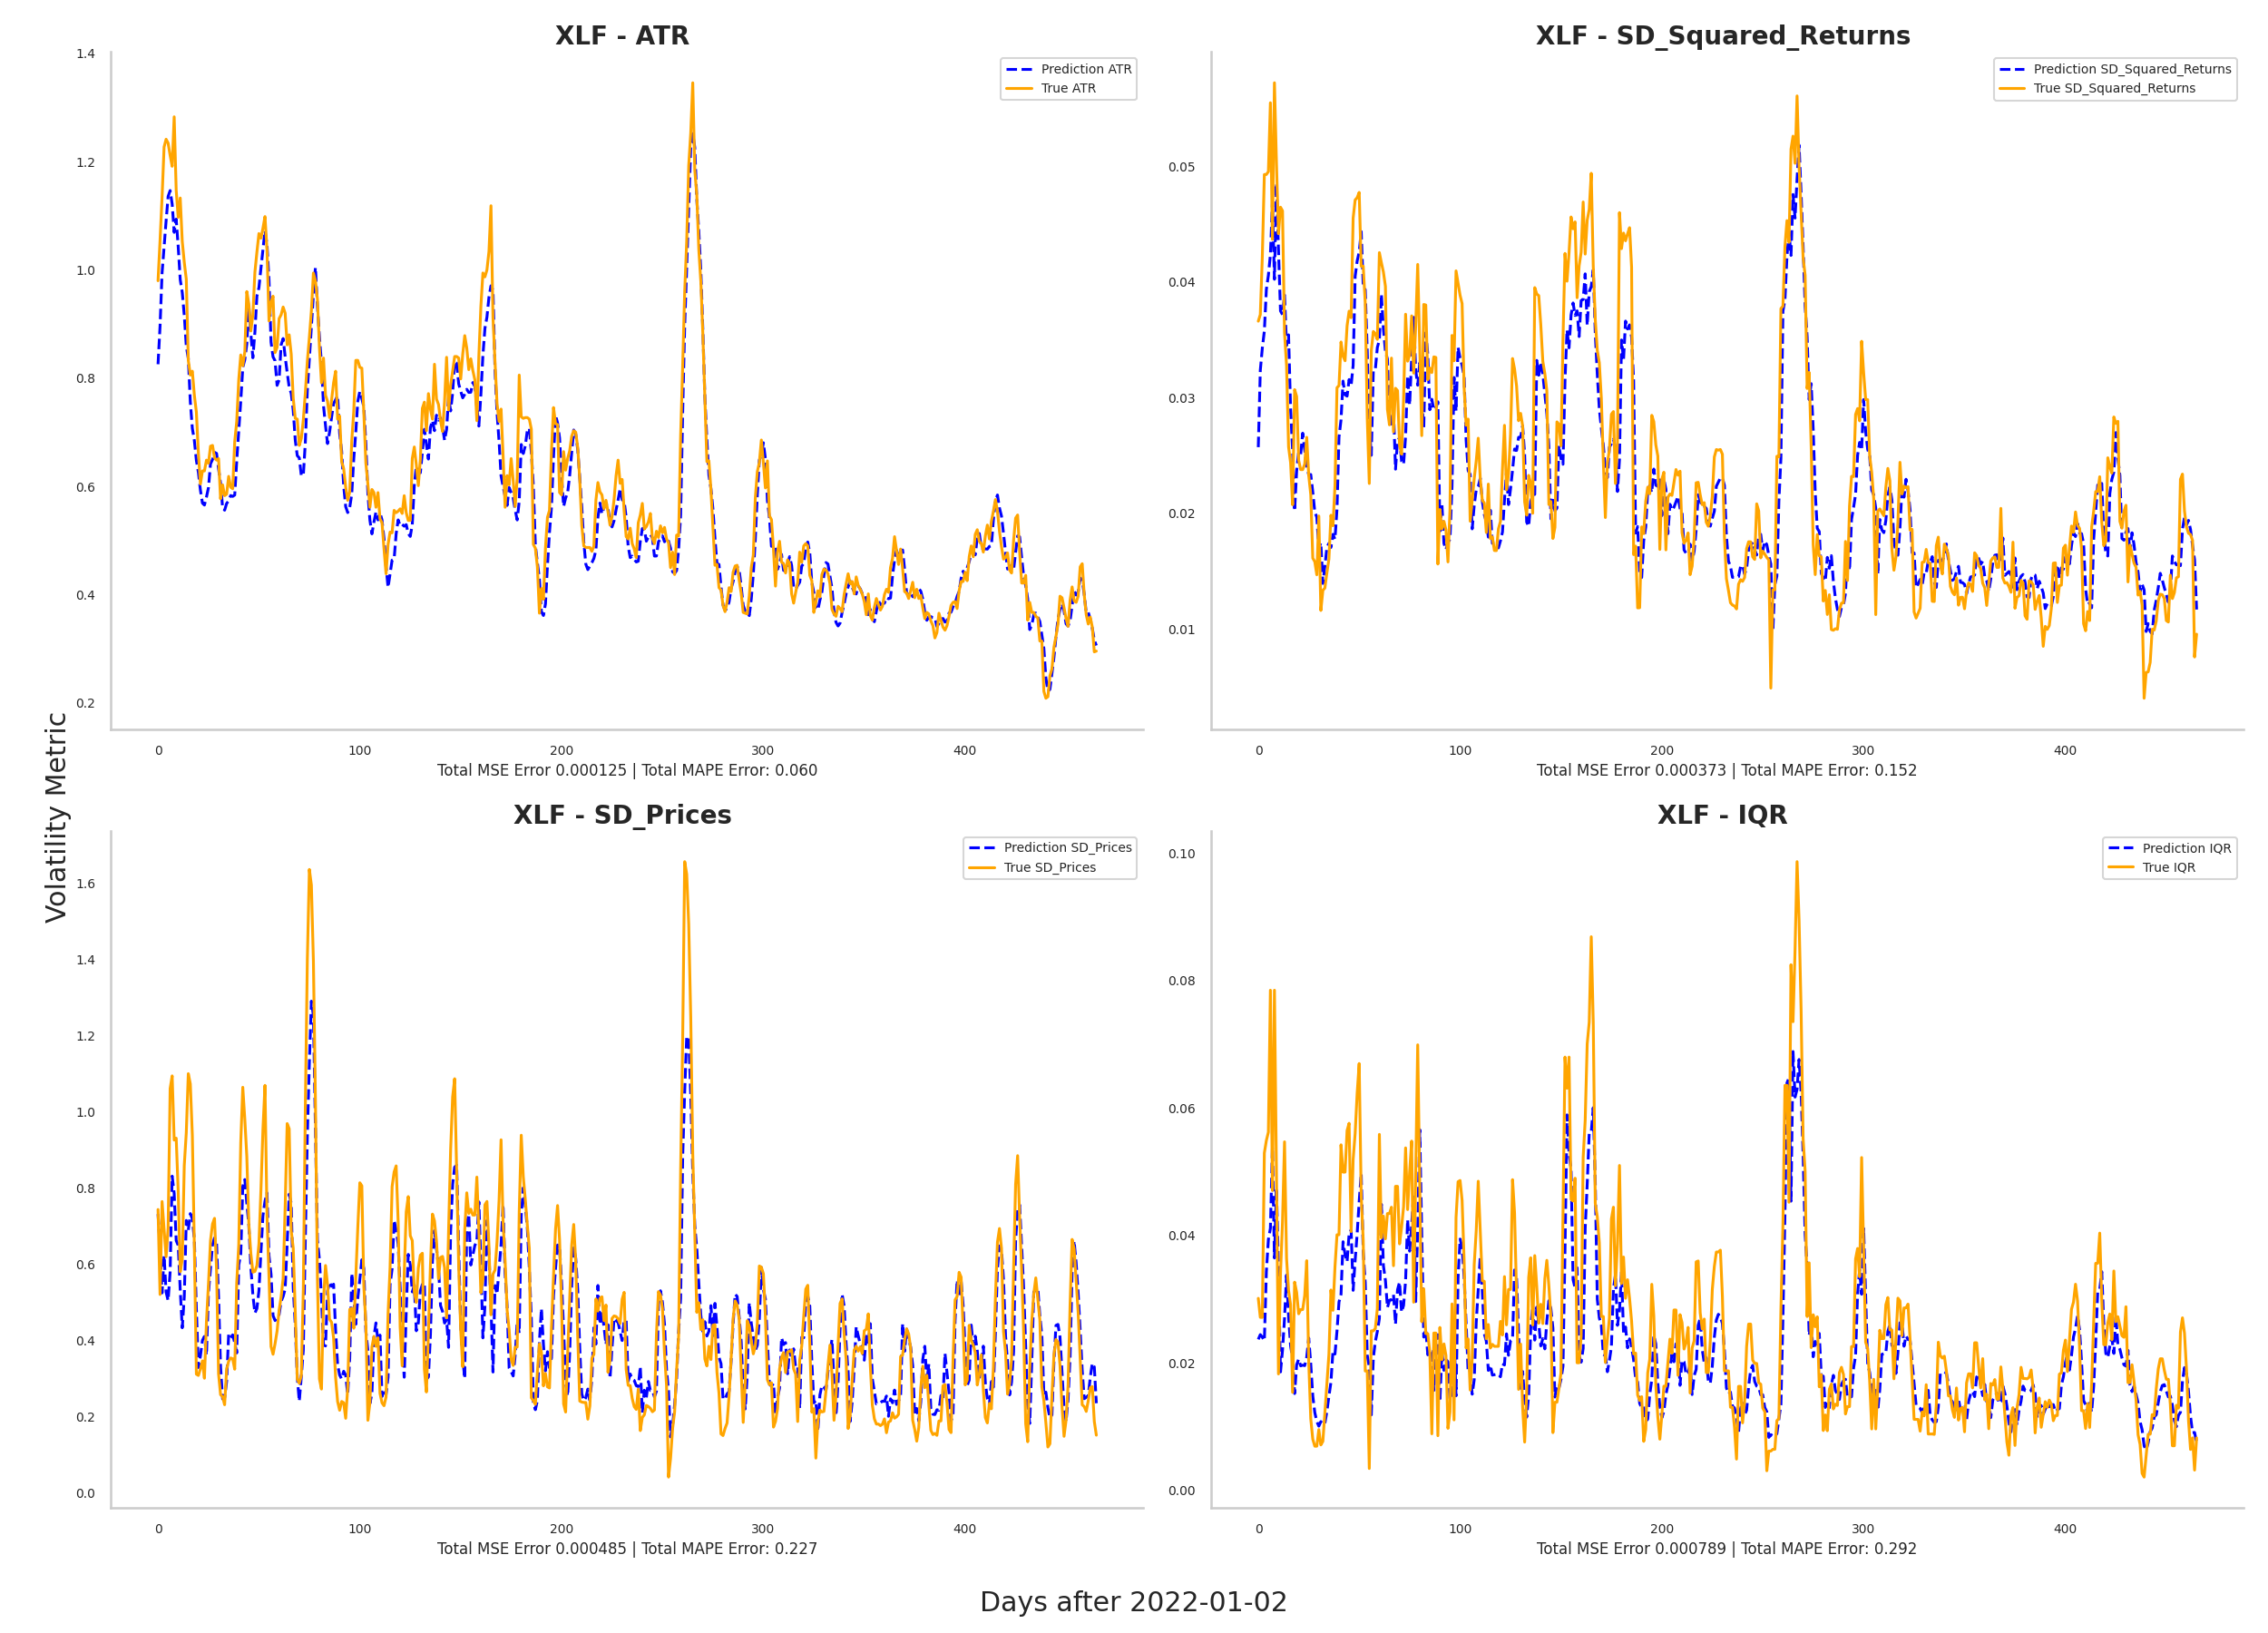 XLF - ATR
1.4
1.2
1.0
0.8
0.6
0.4
0.2
0 100 200 300 400
Prediction ATR
True ATR
Total MSE Error 0.000125 | Total MAPE Error: 0.060
XLF - SD_Squared_Returns
0.05
0.04
0.03
0.02
0.01
0 100 200 300 400
Prediction SD_Squared_Returns
True SD_Squared_Returns
Total MSE Error 0.000373 | Total MAPE Error: 0.152
Volatility Metric
XLF - SD_Prices
1.6
1.4
1.2
1.0
0.8
0.6
0.4
0.2
0.0
0 100 200 300 400
Prediction SD_Prices
True SD_Prices
Total MSE Error 0.000485 | Total MAPE Error: 0.227
XLF - IQR
0.10
0.08
0.06
0.04
0.02
0.00
0 100 200 300 400
Prediction IQR
True IQR
Total MSE Error 0.000789 | Total MAPE Error: 0.292
Days after 2022-01-02